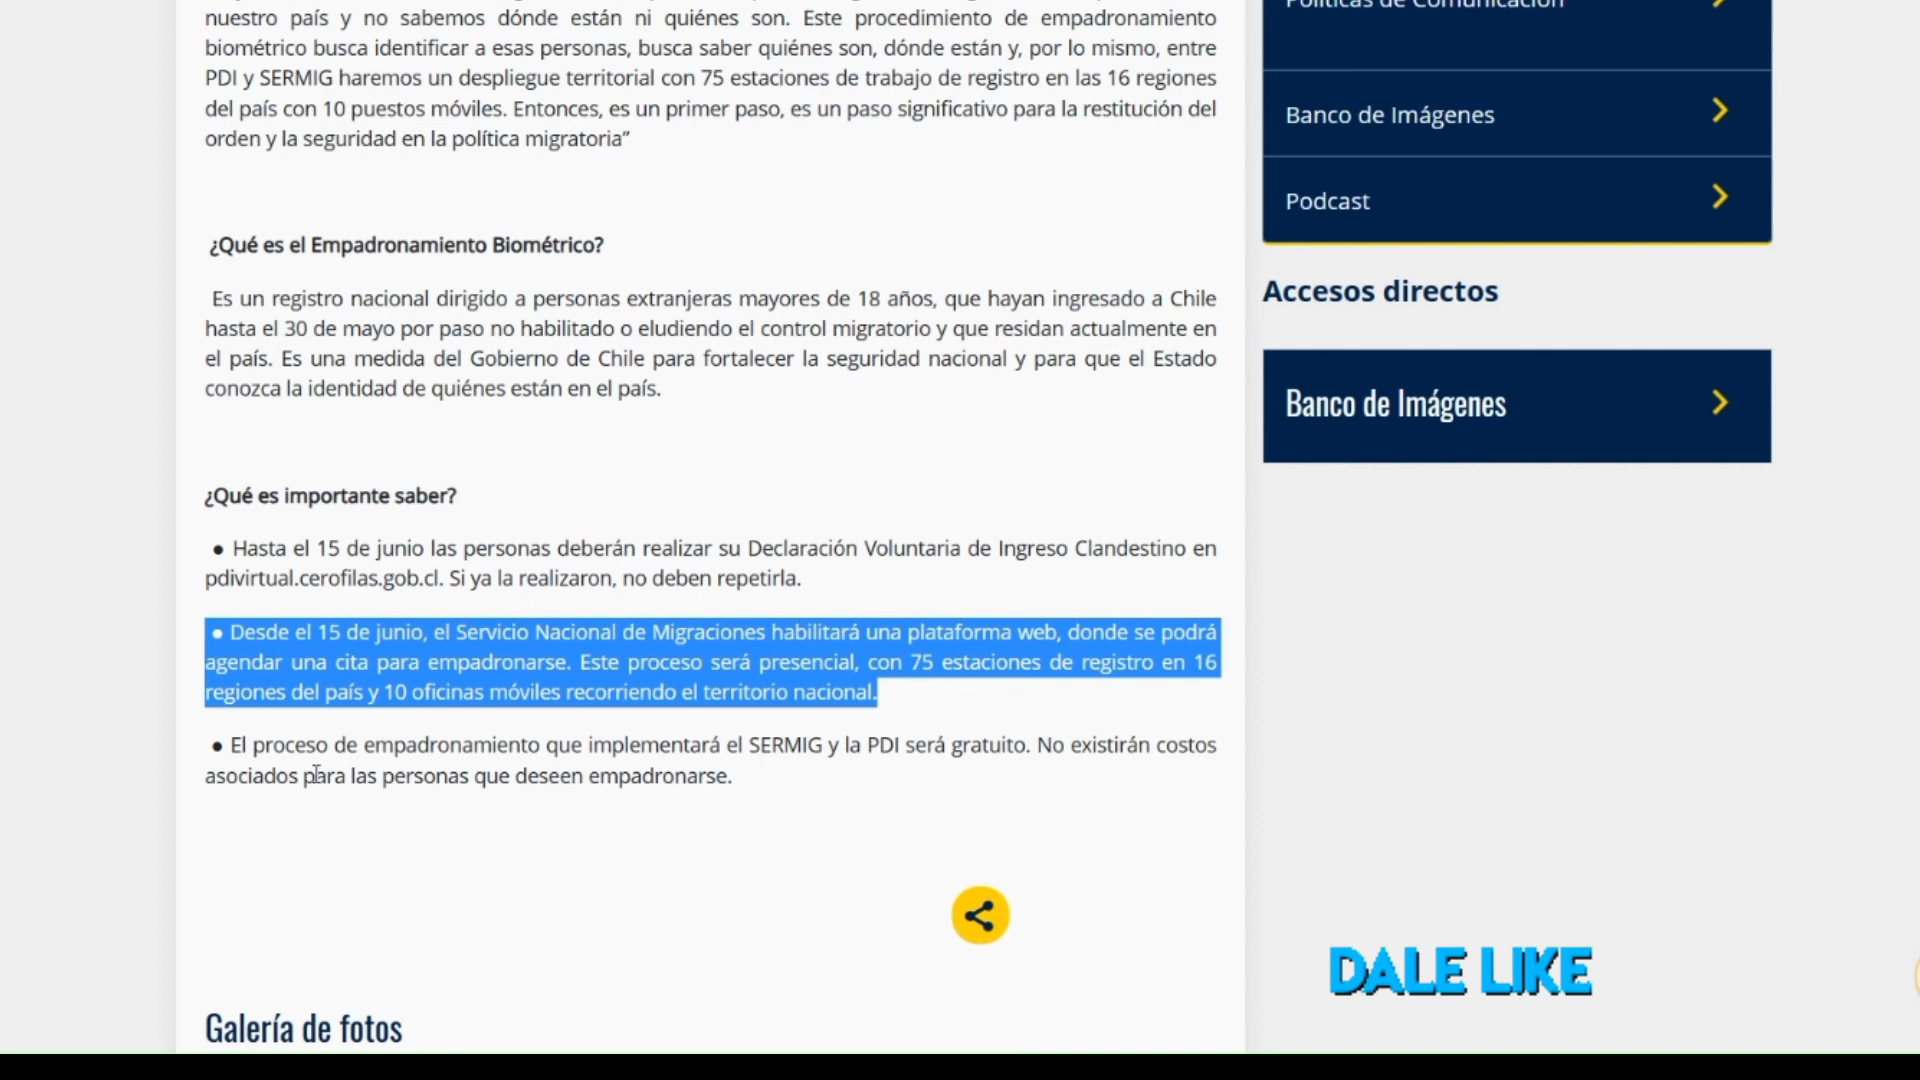 nuestro país y no sabemos dónde están ni quiénes son. Este procedimiento de empadronamiento
biométrico busca identificar a esas personas, busca saber quiénes son, dónde están y, por lo mismo, entre
PDI y SERMIG haremos un despliegue territorial con 75 estaciones de trabajo de registro en las 16 regiones
del país con 10 puestos móviles. Entonces, es un primer paso, es un paso significativo para la restitución del
orden y la seguridad en la política migratoria”
¿Qué es el Empadronamiento Biométrico?
Es un registro nacional dirigido a personas extranjeras mayores de 18 años, que hayan ingresado a Chile
hasta el 30 de mayo por paso no habilitado o eludiendo el control migratorio y que residan actualmente en
el país. Es una medida del Gobierno de Chile para fortalecer la seguridad nacional y para que el Estado
conozca la identidad de quiénes están en el país.
¿Qué es importante saber?
● Hasta el 15 de junio las personas deberán realizar su Declaración Voluntaria de Ingreso Clandestino en
pdivirtual.cerofilas.gob.cl. Si ya la realizaron, no deben repetirla.
● Desde el 15 de junio, el Servicio Nacional de Migraciones habilitará una plataforma web, donde se podrá
agendar una cita para empadronarse. Este proceso será presencial, con 75 estaciones de registro en 16
regiones del país y 10 oficinas móviles recorriendo el territorio nacional.
● El proceso de empadronamiento que implementará el SERMIG y la PDI será gratuito. No existirán costos
asociados para las personas que deseen empadronarse.
Galería de fotos
Políticas de Comunicación
Banco de Imágenes
Podcast
Accesos directos
Banco de Imágenes
DALE LIKE